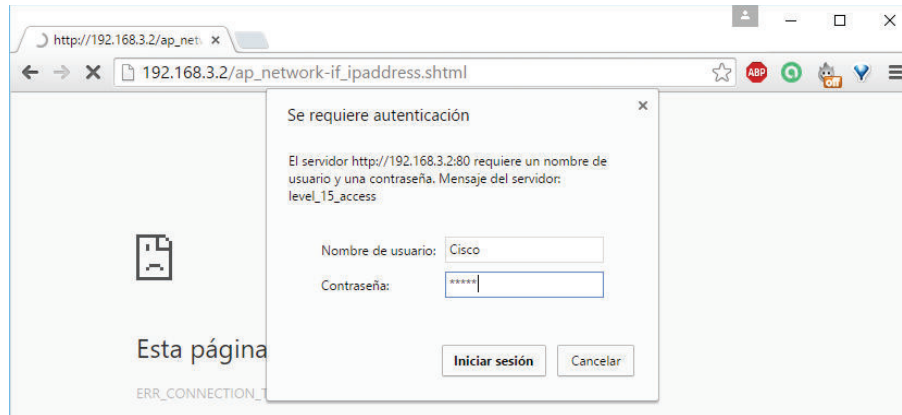 http://192.168.3.2/ap_net
192.168.3.2/ap_network-if_ipaddress.shtml
ABP
off
Se requiere autenticación
El servidor http://192.168.3.2:80 requiere un nombre de
usuario y una contraseña. Mensaje del servidor:
level_15_access
Nombre de usuario: Cisco
Contraseña: *****
Esta página
Iniciar sesión Cancelar
ERR_CONNECTION_T